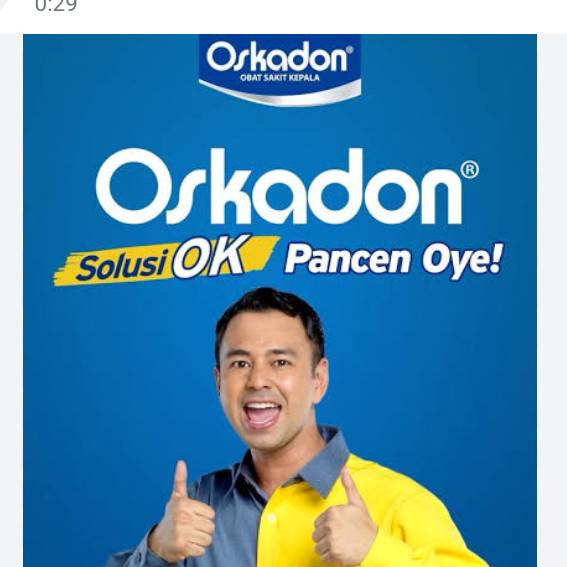 0:29
Oskadon®
OBAT SAKIT KEPALA
Oskadon®
Solusi OK Pancen Oye!